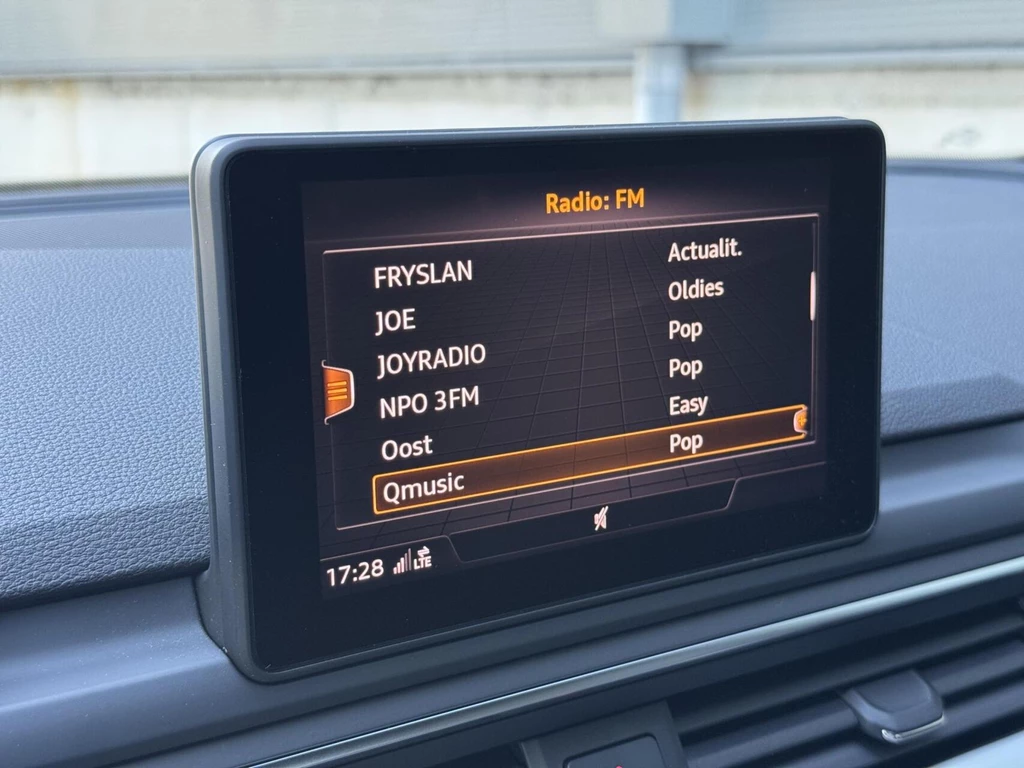 Radio: FM
FRYSLAN Actualit.
JOE Oldies
JOYRADIO Pop
NPO 3FM Pop
Oost Easy
Qmusic Pop
17:28 LTE